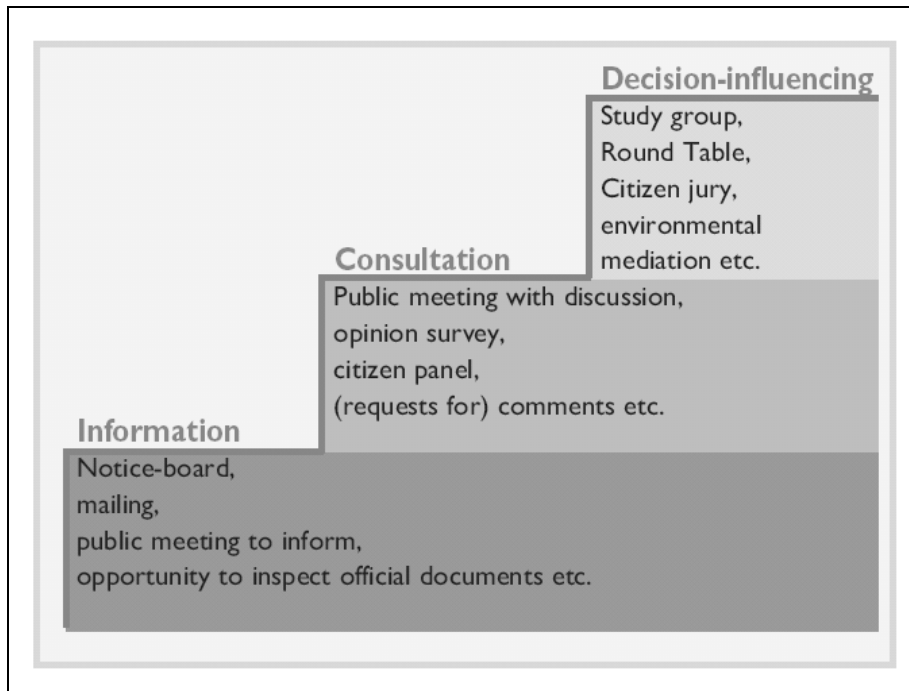 Decision-influencing
Study group,
Round Table,
Citizen jury,
environmental
mediation etc.
Consultation
Public meeting with discussion,
opinion survey,
citizen panel,
(requests for) comments etc.
Information
Notice-board,
mailing,
public meeting to inform,
opportunity to inspect official documents etc.